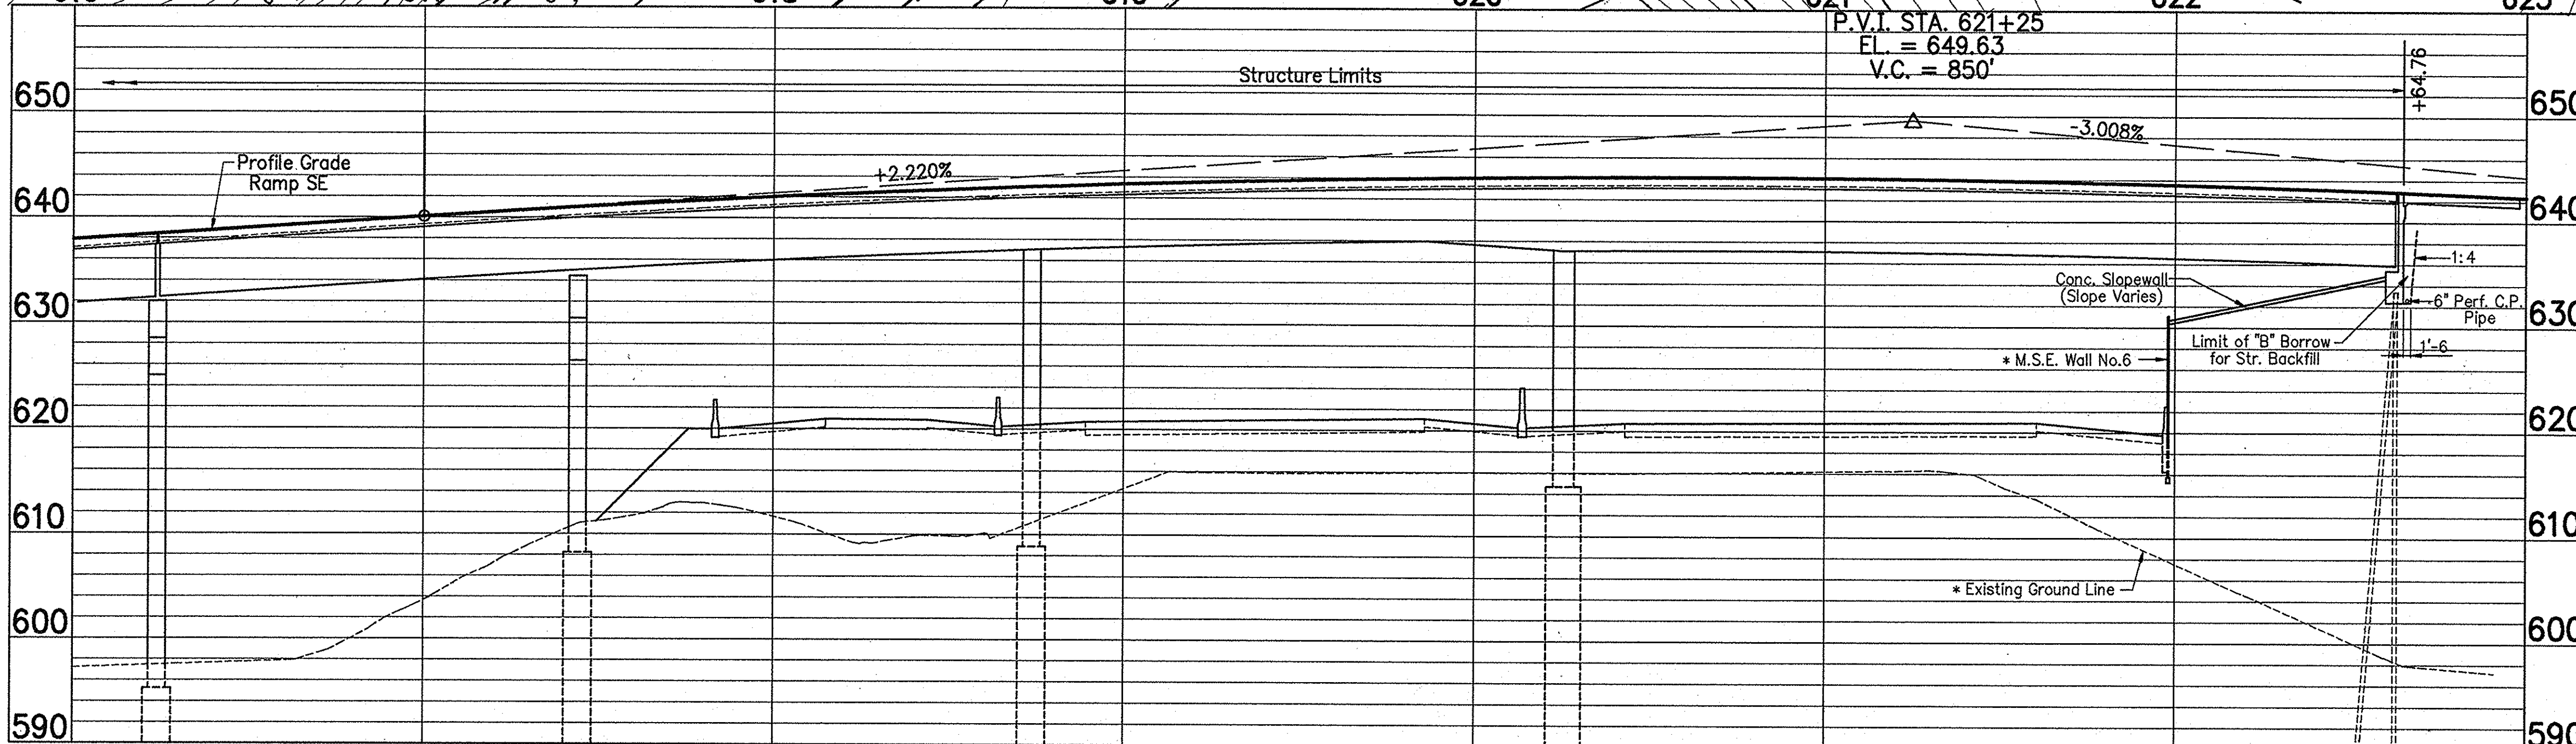 P.V.I. STA. 621+25
EL. = 649.63
V.C. = 850'
Structure Limits
+64.76
650
650
-3.008%
+2.220%
Profile Grade
Ramp SE
640
640
1:4
Conc. Slopewall
(Slope Varies)
6" Perf. C.P.
Pipe
630
630
Limit of "B" Borrow
for Str. Backfill
1'-6
* M.S.E. Wall No.6
620
620
610
610
* Existing Ground Line
600
600
590
590